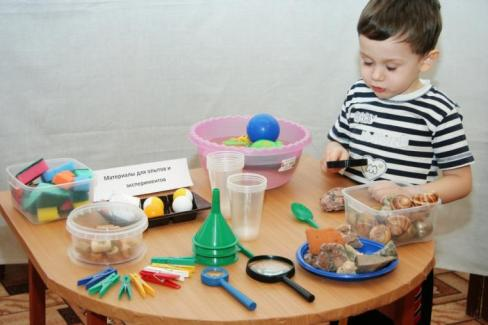 Материалы для опытов и
экспериментов